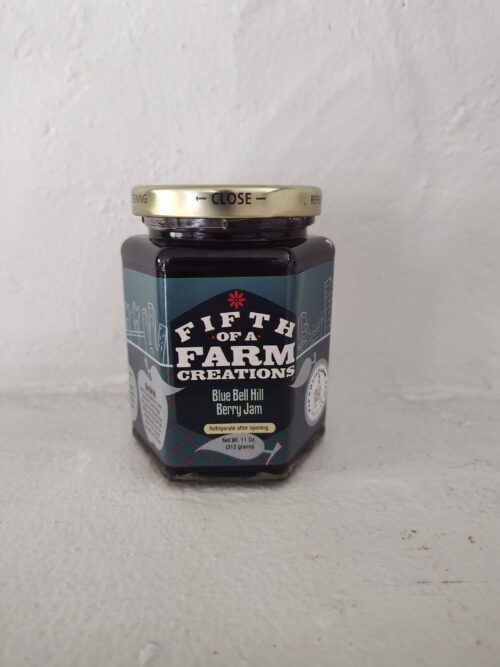 ← CLOSE —
FIFTH
OF A
FARM
CREATIONS
Blue Bell Hill
Berry Jam
Refrigerate after opening.
Net Wt. 11 Oz.
(312 grams)